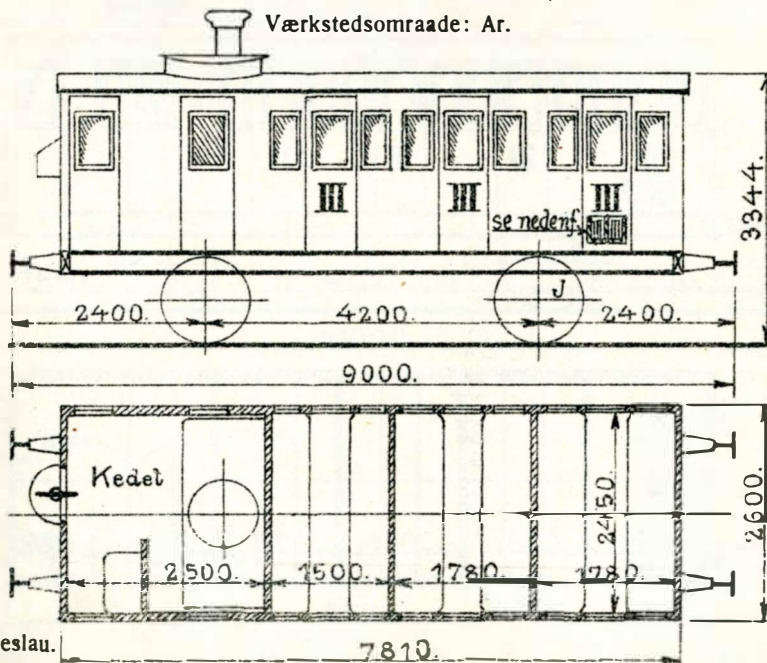 Værkstedsomraade: Ar.
III III III
se nedenf.
3344.
J
2400. 4200. 2400.
9000.
Kedel
2450.
2600.
2500. 1500. 1780. 1780.
eslau.
7810.